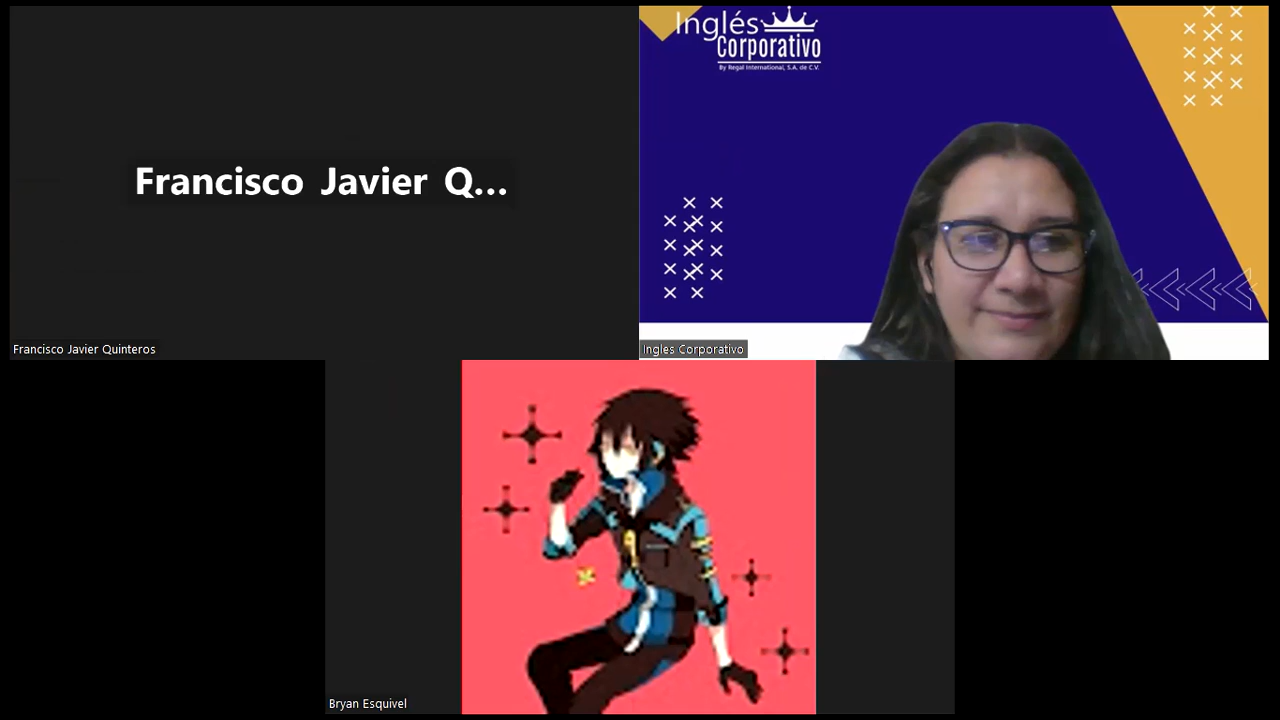 Francisco Javier Q...
Francisco Javier Quinteros
Inglés
Corporativo
By Regal International, S.A. de C.V.
Ingles Corporativo
Bryan Esquivel